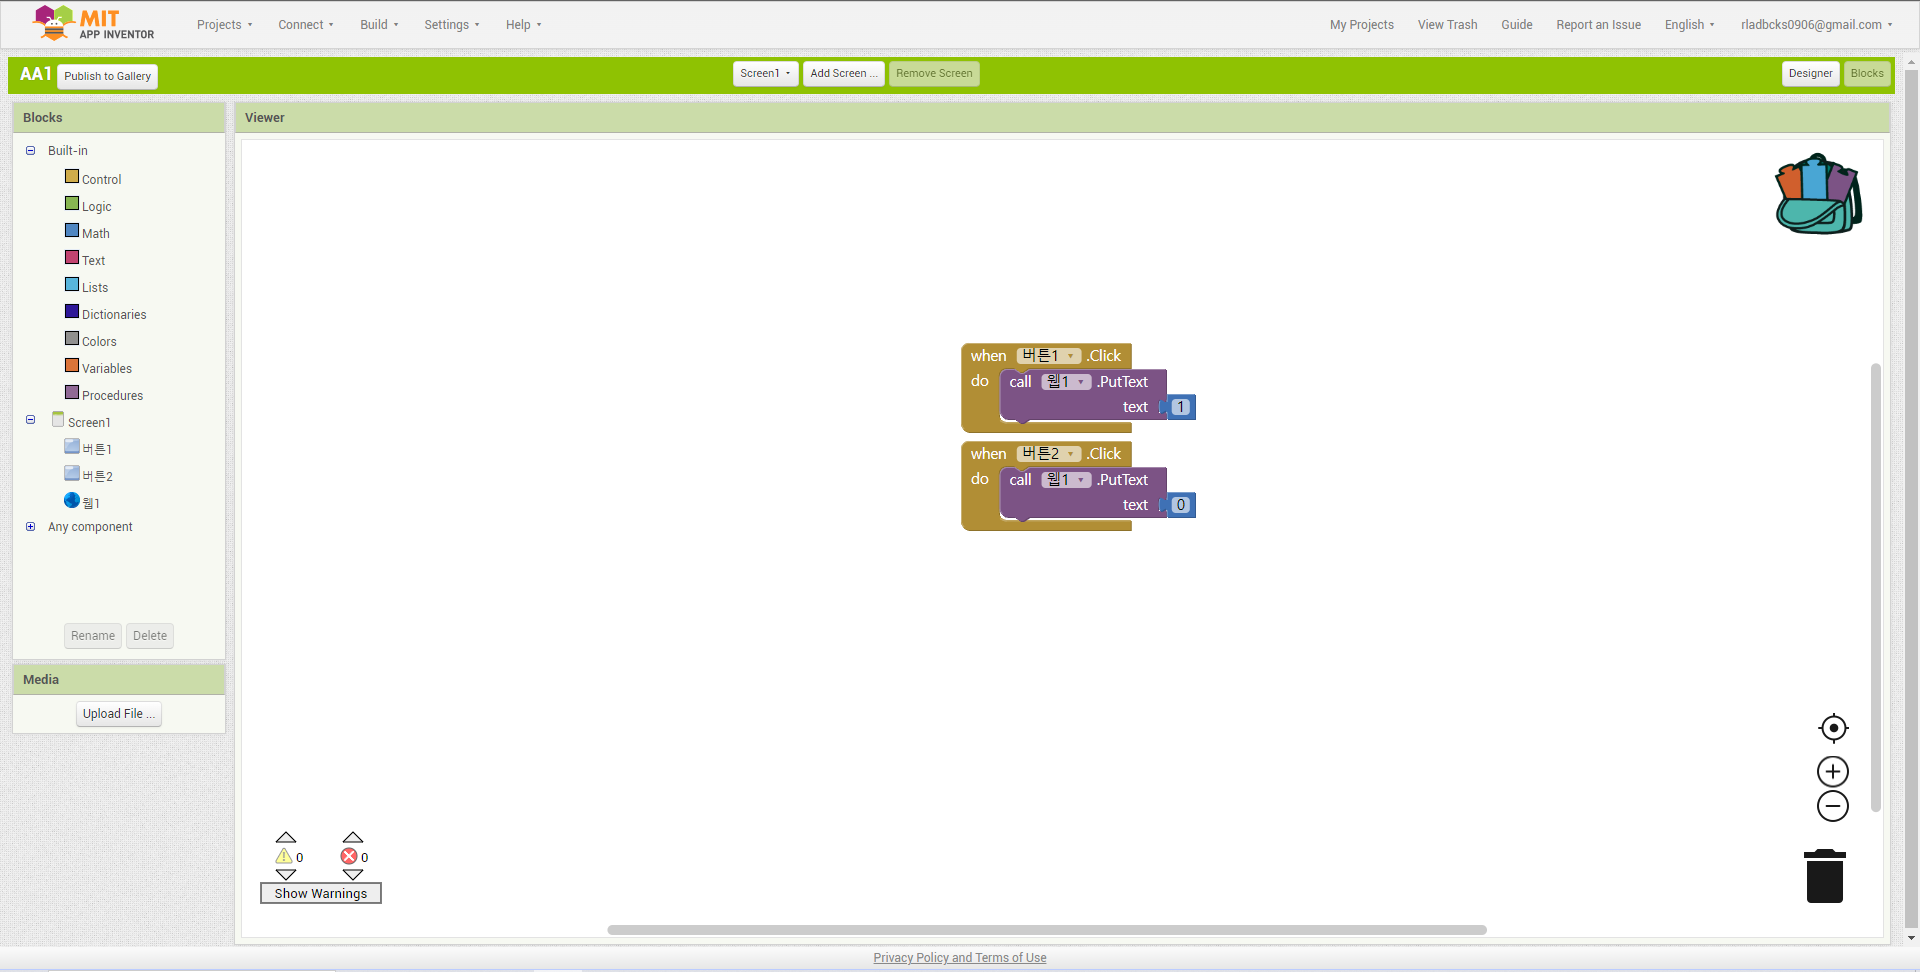 MIT
APP INVENTOR
Projects
Connect
Build
Settings
Help
My Projects
View Trash
Guide
Report an Issue
English
rladbcks0906@gmail.com
AA1
Publish to Gallery
Screen1
Add Screen ...
Remove Screen
Designer
Blocks
Blocks
Viewer
Built-in
Control
Logic
Math
Text
Lists
Dictionaries
Colors
Variables
Procedures
Screen1
버튼1
버튼2
웹1
Any component
Rename
Delete
Media
Upload File ...
when 버튼1 .Click
do call 웹1 .PutText
text 1
when 버튼2 .Click
do call 웹1 .PutText
text 0
0
0
Show Warnings
Privacy Policy and Terms of Use